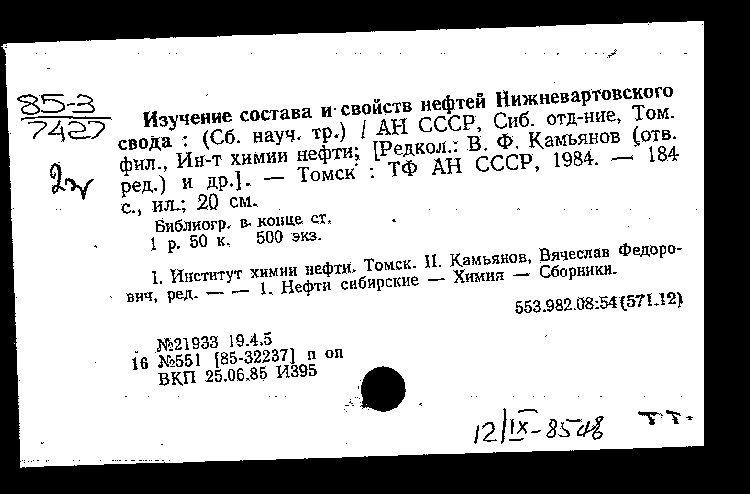 85-3
7427
Изучение состава и свойств нефтей Нижневартовского
свода : (Сб. науч. тр.) / АН СССР, Сиб. отд-ние, Том.
фил., Ин-т химии нефти; [Редкол.: В. Ф. Камьянов (отв.
ред.) и др.]. — Томск : ТФ АН СССР, 1984. — 184
с., ил.; 20 см.
Библиогр. в конце ст.
1 р. 50 к. 500 экз.
I. Институт химии нефти. Томск. II. Камьянов, Вячеслав Федоро-
вич, ред. — — 1. Нефти сибирские — Химия — Сборники.
553.982.08:54(571.12)
№21933 19.4.5
16 №551 [85-32237] п оп
ВКП 25.06.85 И395
12/IX-8548 ТТ.